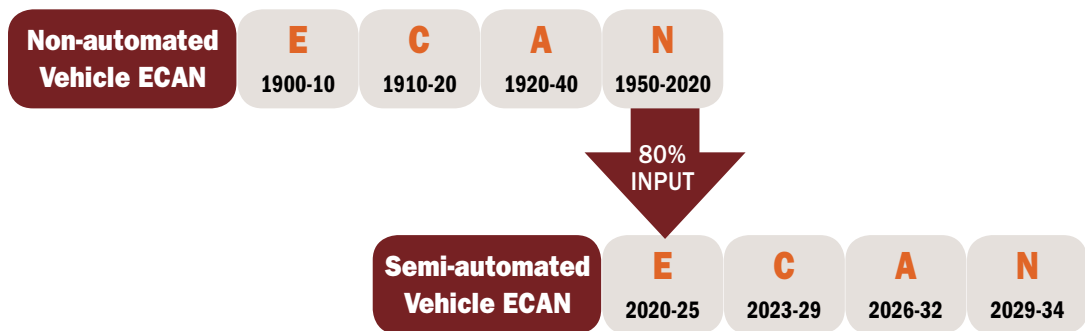 Non-automated
Vehicle ECAN
E
1900-10
C
1910-20
A
1920-40
N
1950-2020
80%
INPUT
Semi-automated
Vehicle ECAN
E
2020-25
C
2023-29
A
2026-32
N
2029-34